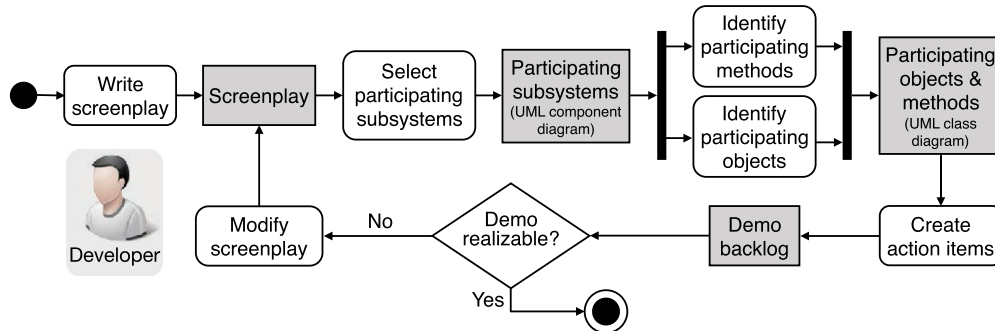 Write
screenplay
Screenplay
Select
participating
subsystems
Participating
subsystems
(UML component
diagram)
Identify
participating
methods
Identify
participating
objects
Participating
objects &
methods
(UML class
diagram)
Developer
Modify
screenplay
No
Demo
realizable?
Yes
Demo
backlog
Create
action items